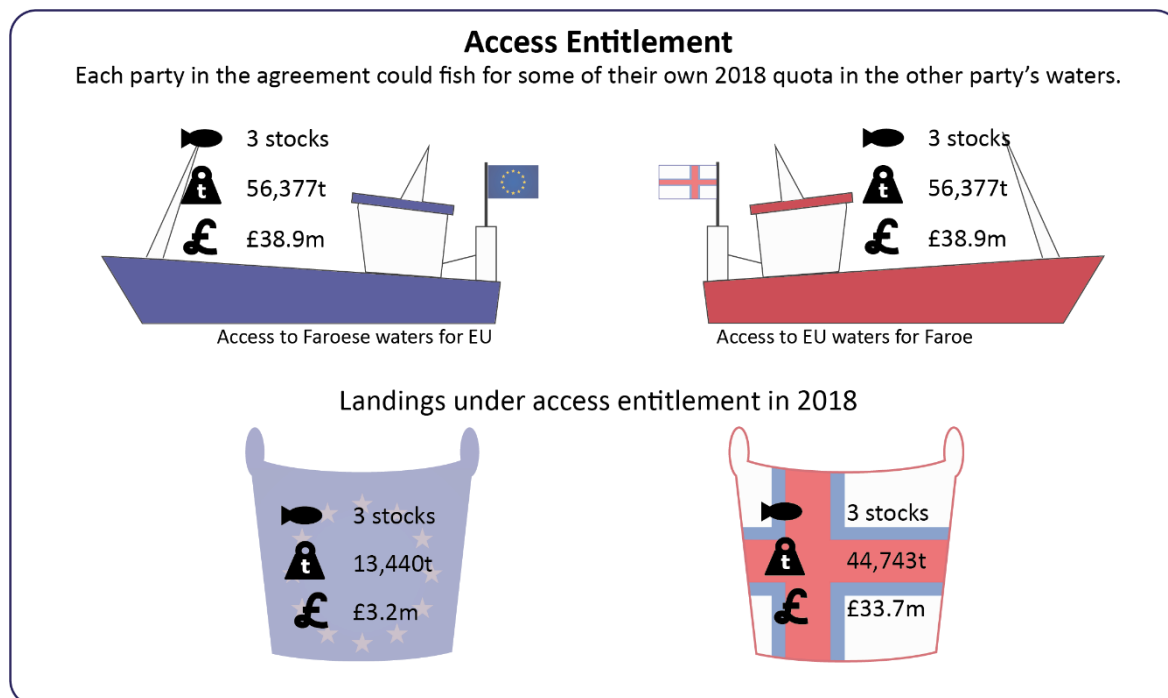 Access Entitlement
Each party in the agreement could fish for some of their own 2018 quota in the other party's waters.
3 stocks
t 56,377t
£ £38.9m
Access to Faroese waters for EU
3 stocks
t 56,377t
£ £38.9m
Access to EU waters for Faroe
Landings under access entitlement in 2018
3 stocks
t 13,440t
£ £3.2m
3 stocks
t 44,743t
£ £33.7m